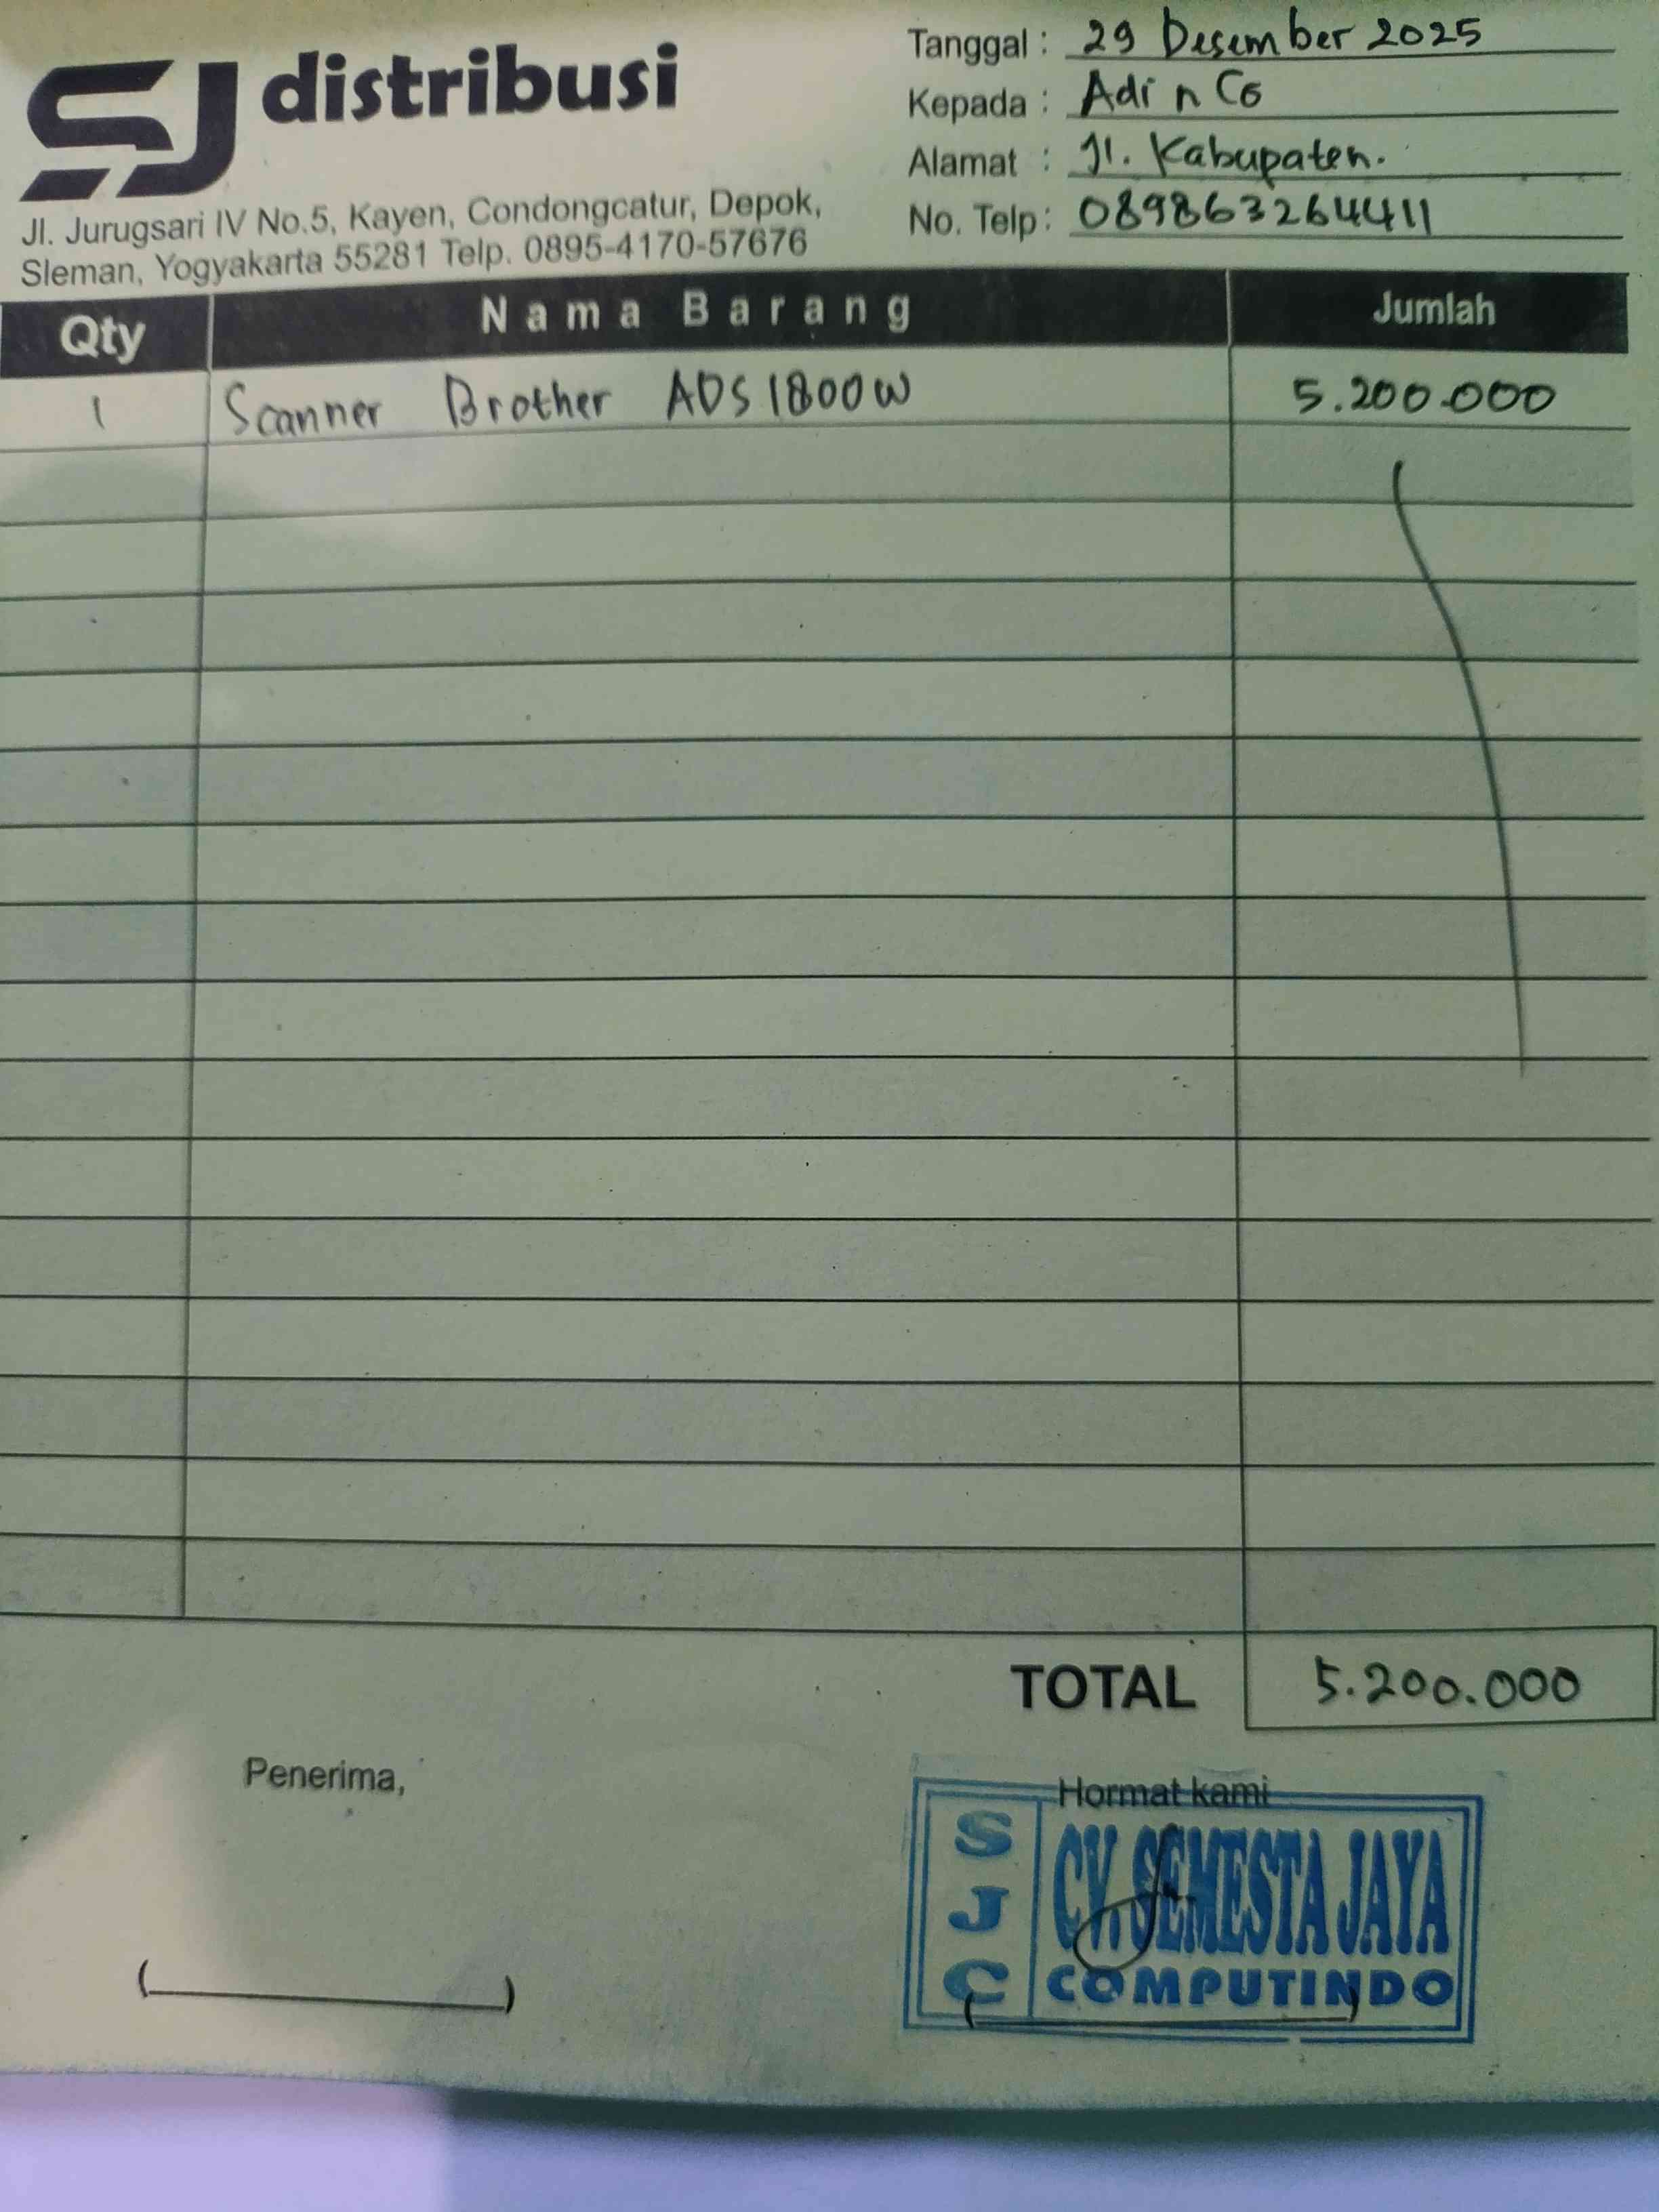 SJ distribusi
Jl. Jurugsari IV No.5, Kayen, Condongcatur, Depok,
Sleman, Yogyakarta 55281 Telp. 0895-4170-57676
Tanggal : 29 Desember 2025
Kepada : Adi n Co
Alamat : Jl. Kabupaten.
No. Telp : 089863264411
Qty Nama Barang Jumlah
1 Scanner Brother ADS 1800W 5.200.000
TOTAL 5.200.000
Penerima,
Hormat kami
SJC
CV. SEMESTA JAYA
COMPUTINDO